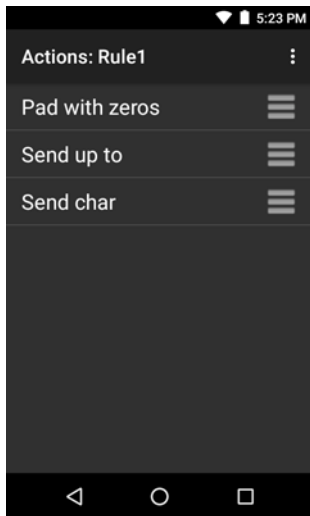 5:23 PM
Actions: Rule1
Pad with zeros
Send up to
Send char